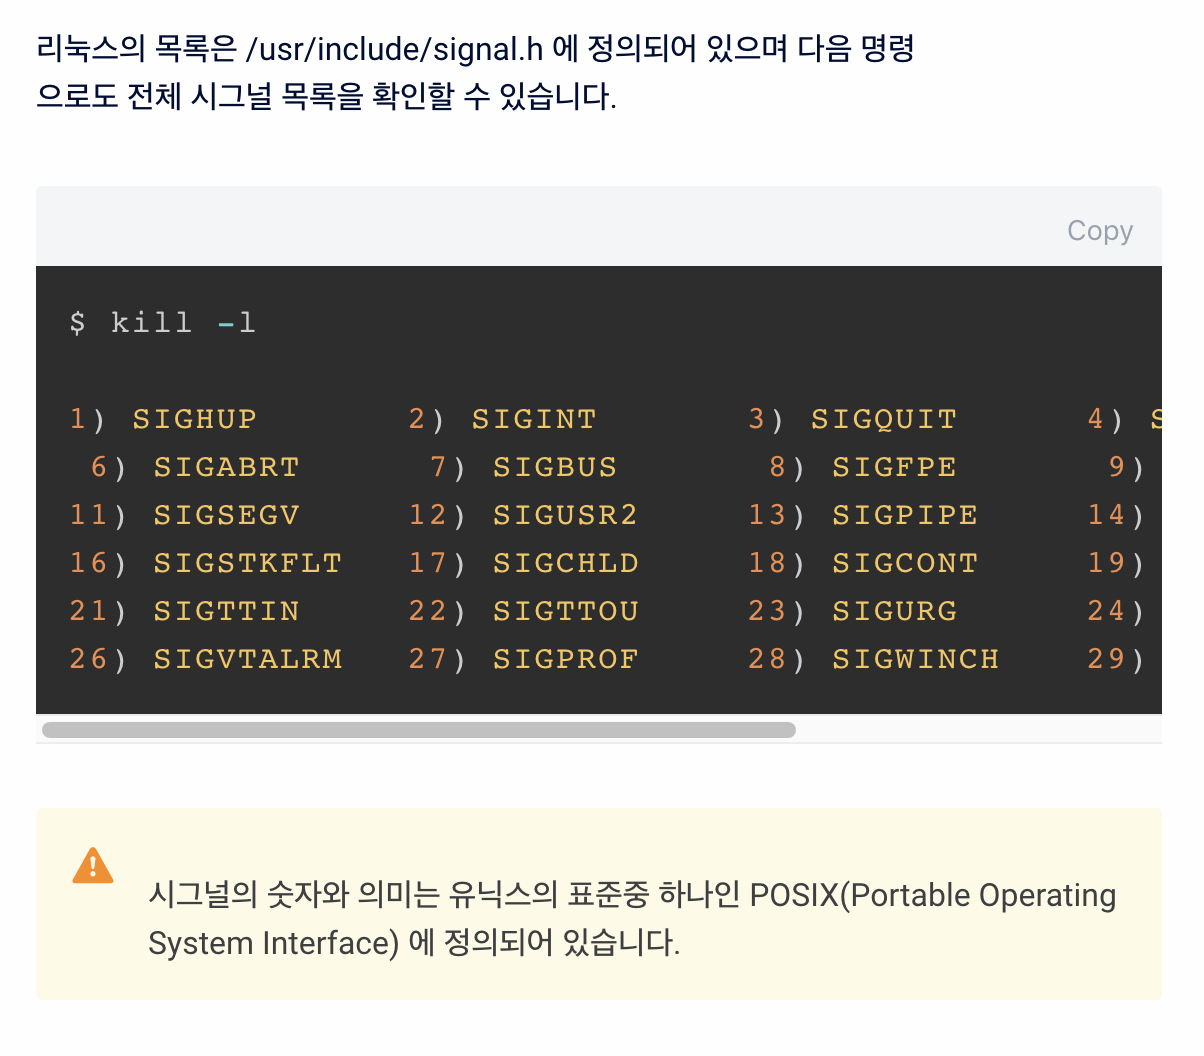 리눅스의 목록은 /usr/include/signal.h 에 정의되어 있으며 다음 명령
으로도 전체 시그널 목록을 확인할 수 있습니다.
Copy
$ kill -l
1) SIGHUP 2) SIGINT 3) SIGQUIT 4) S
6) SIGABRT 7) SIGBUS 8) SIGFPE 9)
11) SIGSEGV 12) SIGUSR2 13) SIGPIPE 14)
16) SIGSTKFLT 17) SIGCHLD 18) SIGCONT 19)
21) SIGTTIN 22) SIGTTOU 23) SIGURG 24)
26) SIGVTALRM 27) SIGPROF 28) SIGWINCH 29)
시그널의 숫자와 의미는 유닉스의 표준중 하나인 POSIX(Portable Operating
System Interface) 에 정의되어 있습니다.